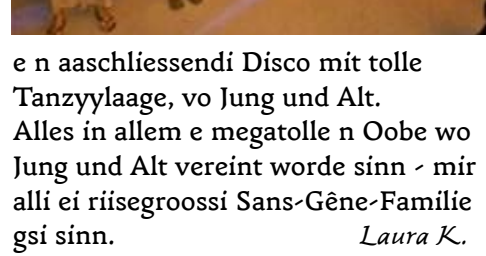 e n aaschliessendi Disco mit tolle
Tanzyylaage, vo Jung und Alt.
Alles in allem e megatolle n Oobe wo
Jung und Alt vereint worde sinn - mir
alli ei riisegroossi Sans-Gêne-Familie
gsi sinn. Laura K.